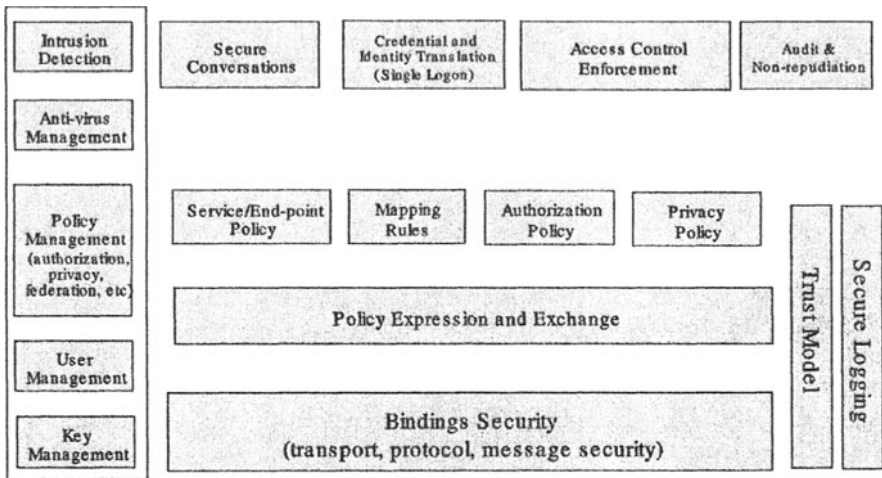 Intrusion
Detection
Anti-virus
Management
Policy
Management
(authorization,
privacy,
federation, etc)
User
Management
Key
Management
Secure
Conversations
Credential and
Identity Translation
(Single Logon)
Access Control
Enforcement
Audit &
Non-repudiation
Service/End-point
Policy
Mapping
Rules
Authorization
Policy
Privacy
Policy
Policy Expression and Exchange
Bindings Security
(transport, protocol, message security)
Trust Model
Secure Logging